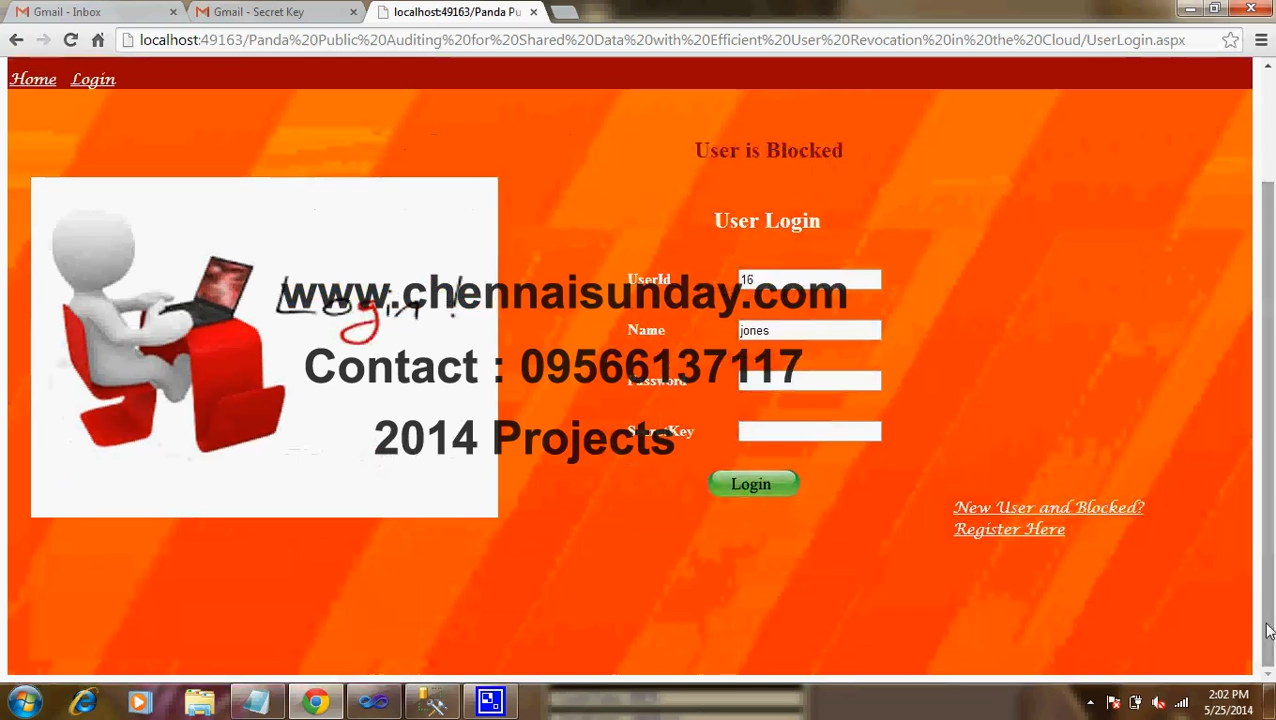 Gmail - Inbox
Gmail - Secret Key
localhost:49163/Panda Pu
localhost:49163/Panda%20Public%20Auditing%20for%20Shared%20Data%20with%20Efficient%20User%20Revocation%20in%20the%20Cloud/UserLogin.aspx
Home Login
User is Blocked
User Login
UserId 16
www.chennaisunday.com
Login!
Name jones
Contact : 09566137117
Password
2014 Projects
SecretKey
Login
New User and Blocked?
Register Here
2:02 PM
5/25/2014